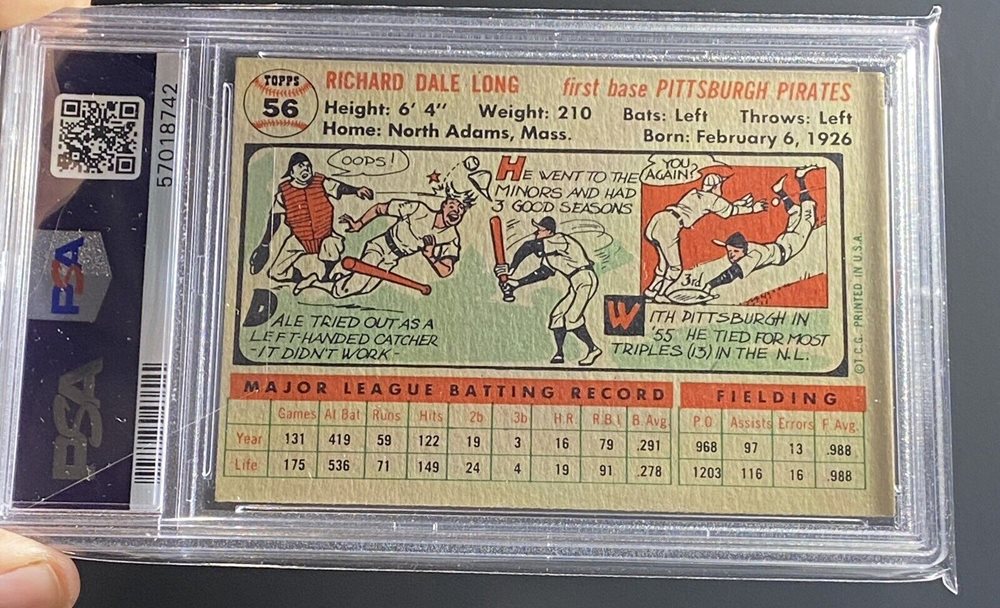 57018742
PSA
PSA
TOPPS
56
RICHARD DALE LONG first base PITTSBURGH PIRATES
Height: 6' 4" Weight: 210 Bats: Left Throws: Left
Home: North Adams, Mass. Born: February 6, 1926
OOPS!
DALE TRIED OUT AS A
LEFT-HANDED CATCHER
-IT DIDN'T WORK-
HE WENT TO THE
MINORS AND HAD
3 GOOD SEASONS
YOU
AGAIN?
3rd
WITH PITTSBURGH IN
'55 HE TIED FOR MOST
TRIPLES (13) IN THE N.L.
©T.C.G. PRINTED IN U.S.A.
MAJOR LEAGUE BATTING RECORD FIELDING
Games At Bat Runs Hits 2b 3b H.R. R.B.I. B. Avg. P.O. Assists Errors F. Avg.
Year 131 419 59 122 19 3 16 79 .291 968 97 13 .988
Life 175 536 71 149 24 4 19 91 .278 1203 116 16 .988